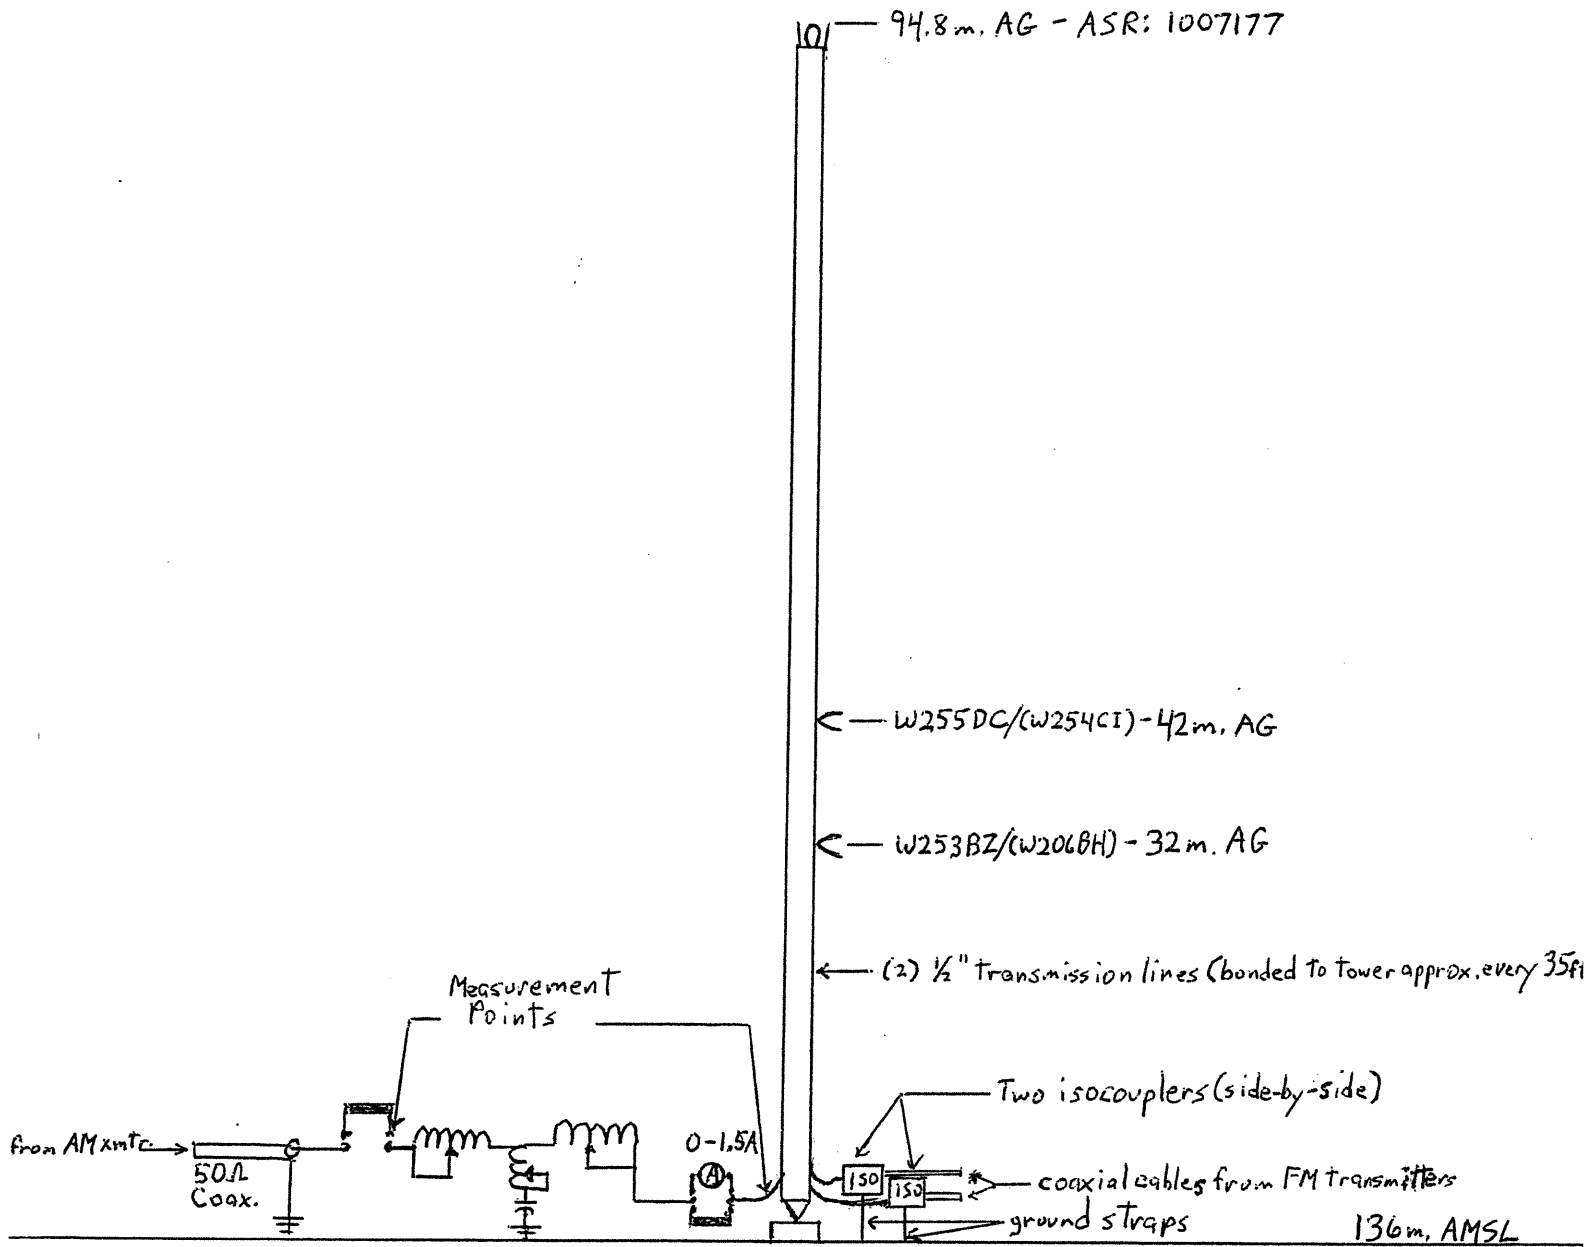 94.8m. AG - ASR: 1007177
W255DC/(W254CI)-42m. AG
W253BZ/(W206BH)-32m. AG
(2) ½" transmission lines (bonded to tower approx. every 35ft
Measurement
Points
Two isocouplers (side-by-side)
from AM xmtr.
50Ω
Coax.
0-1.5A
A
ISO
ISO
coaxial cables from FM transmitters
ground straps
136m. AMSL